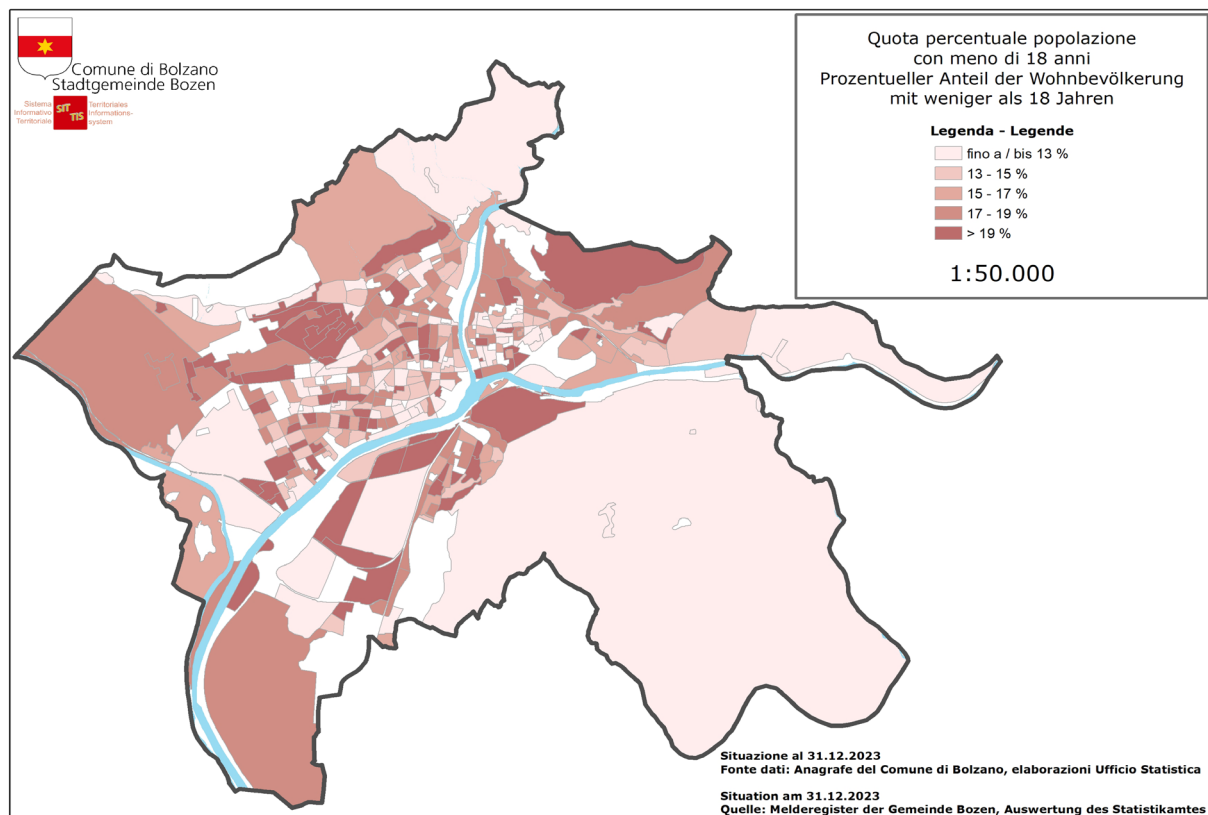 Comune di Bolzano
Stadtgemeinde Bozen
Sistema
Informativo
Territoriale
SIT
TIS
Territoriales
Informations-
system
Quota percentuale popolazione
con meno di 18 anni
Prozentueller Anteil der Wohnbevölkerung
mit weniger als 18 Jahren
Legenda - Legende
fino a / bis 13 %
13 - 15 %
15 - 17 %
17 - 19 %
> 19 %
1:50.000
Situazione al 31.12.2023
Fonte dati: Anagrafe del Comune di Bolzano, elaborazioni Ufficio Statistica
Situation am 31.12.2023
Quelle: Melderegister der Gemeinde Bozen, Auswertung des Statistikamtes